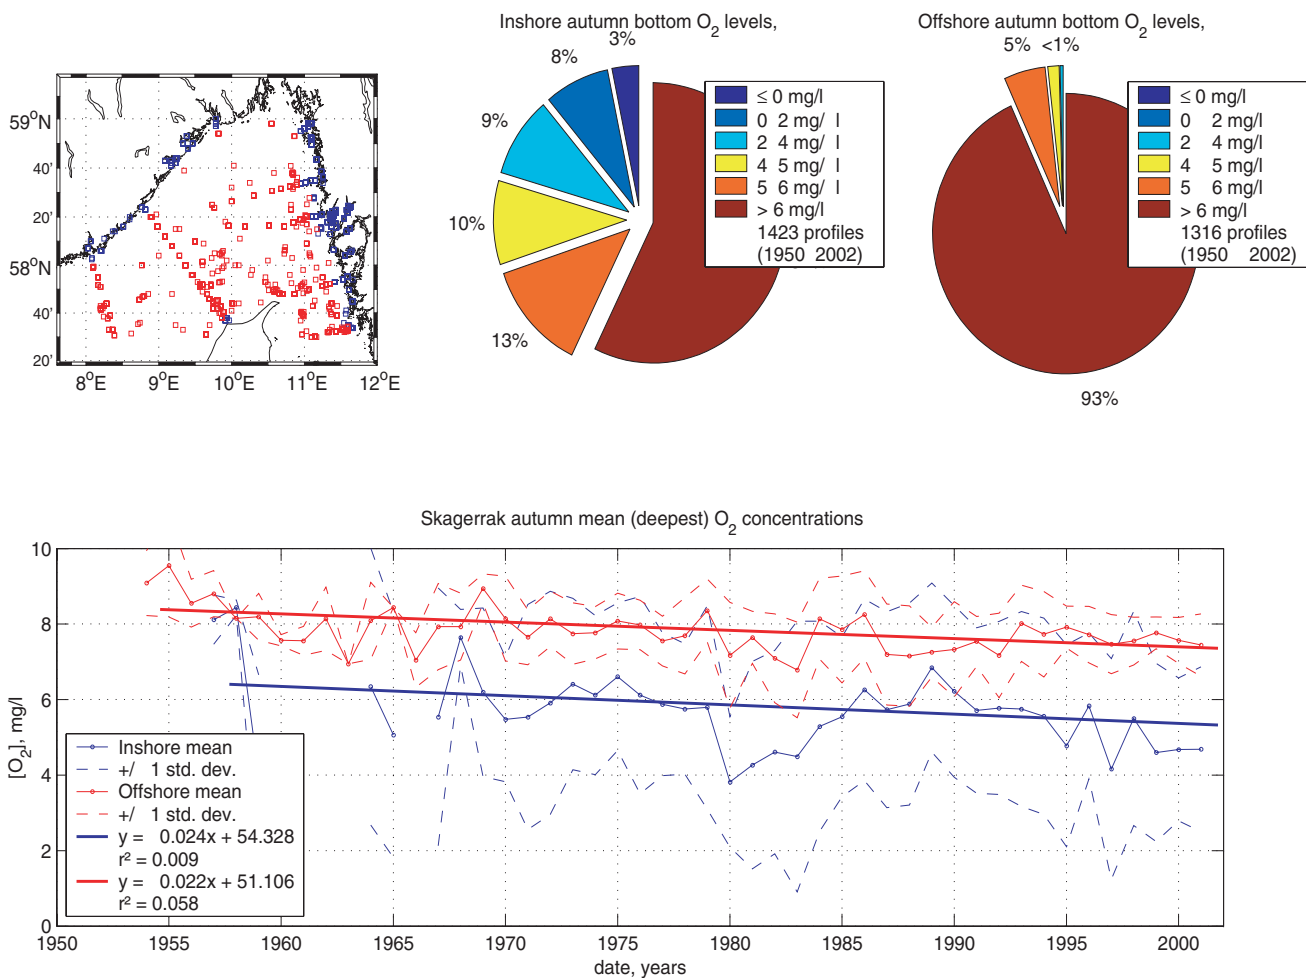 Inshore autumn bottom O2 levels,
3%
8%
9%
10%
13%
≤ 0 mg/l
0 2 mg/ l
2 4 mg/ l
4 5 mg/ l
5 6 mg/ l
> 6 mg/l
1423 profiles
(1950 2002)
Offshore autumn bottom O2 levels,
5% <1%
93%
≤ 0 mg/l
0 2 mg/l
2 4 mg/l
4 5 mg/l
5 6 mg/l
> 6 mg/l
1316 profiles
(1950 2002)
59°N
40'
20'
58°N
40'
20'
8°E 9°E 10°E 11°E 12°E
Skagerrak autumn mean (deepest) O2 concentrations
10
8
6
4
2
0
[O2], mg/l
Inshore mean
+/ 1 std. dev.
Offshore mean
+/ 1 std. dev.
y = 0.024x + 54.328
r² = 0.009
y = 0.022x + 51.106
r² = 0.058
1950 1955 1960 1965 1970 1975 1980 1985 1990 1995 2000
date, years